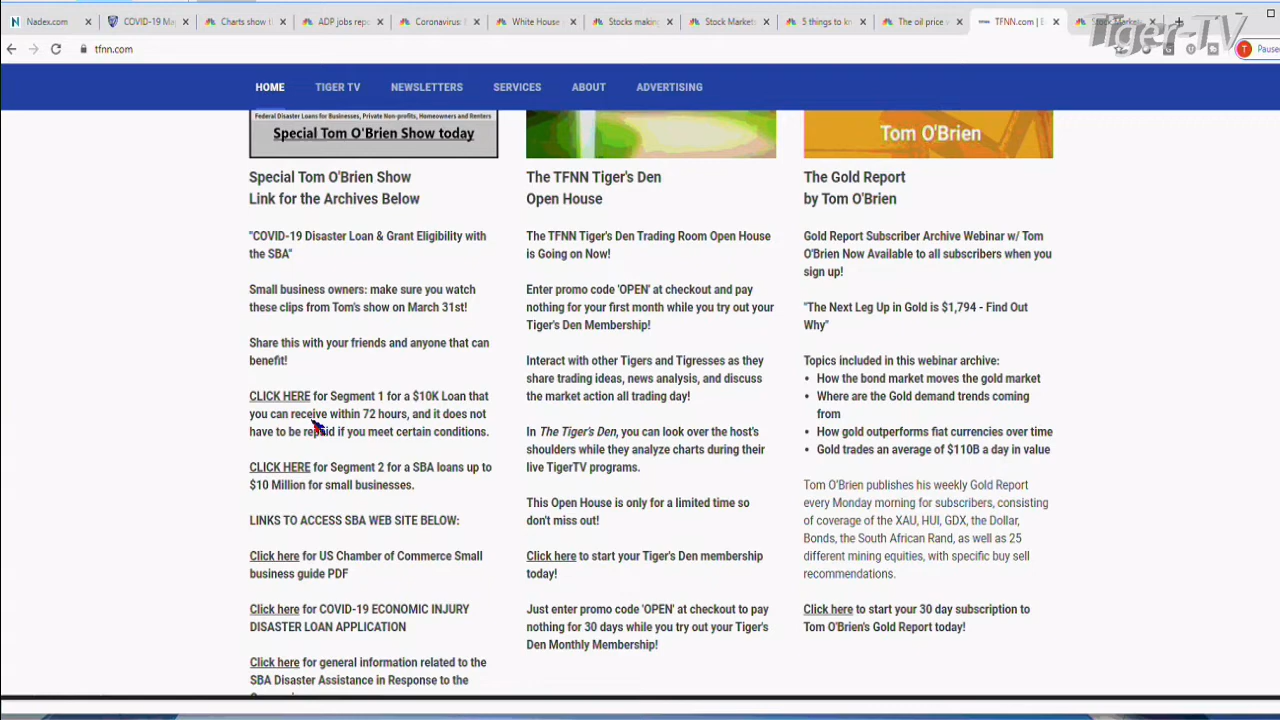 Nadex.com
COVID-19 Ma
Charts show t
ADP jobs repo
Coronavirus:
White House
Stocks making
Stock Markets
5 things to kn
The oil price
TFNN.com | E
Stock Markets
Tiger-TV
tfnn.com
T
Paused
HOME
TIGER TV
NEWSLETTERS
SERVICES
ABOUT
ADVERTISING
Federal Disaster Loans for Businesses, Private Non-profits, Homeowners and Renters
Special Tom O'Brien Show today
Special Tom O'Brien Show
Link for the Archives Below
"COVID-19 Disaster Loan & Grant Eligibility with
the SBA"
Small business owners: make sure you watch
these clips from Tom's show on March 31st!
Share this with your friends and anyone that can
benefit!
CLICK HERE for Segment 1 for a $10K Loan that
you can receive within 72 hours, and it does not
have to be repaid if you meet certain conditions.
CLICK HERE for Segment 2 for a SBA loans up to
$10 Million for small businesses.
LINKS TO ACCESS SBA WEB SITE BELOW:
Click here for US Chamber of Commerce Small
business guide PDF
Click here for COVID-19 ECONOMIC INJURY
DISASTER LOAN APPLICATION
Click here for general information related to the
SBA Disaster Assistance in Response to the
The TFNN Tiger's Den
Open House
The TFNN Tiger's Den Trading Room Open House
is Going on Now!
Enter promo code 'OPEN' at checkout and pay
nothing for your first month while you try out your
Tiger's Den Membership!
Interact with other Tigers and Tigresses as they
share trading ideas, news analysis, and discuss
the market action all trading day!
In The Tiger's Den, you can look over the host's
shoulders while they analyze charts during their
live TigerTV programs.
This Open House is only for a limited time so
don't miss out!
Click here to start your Tiger's Den membership
today!
Just enter promo code 'OPEN' at checkout to pay
nothing for 30 days while you try out your Tiger's
Den Monthly Membership!
Tom O'Brien
The Gold Report
by Tom O'Brien
Gold Report Subscriber Archive Webinar w/ Tom
O'Brien Now Available to all subscribers when you
sign up!
"The Next Leg Up in Gold is $1,794 - Find Out
Why"
Topics included in this webinar archive:
• How the bond market moves the gold market
• Where are the Gold demand trends coming
from
• How gold outperforms fiat currencies over time
• Gold trades an average of $110B a day in value
Tom O'Brien publishes his weekly Gold Report
every Monday morning for subscribers, consisting
of coverage of the XAU, HUI, GDX, the Dollar,
Bonds, the South African Rand, as well as 25
different mining equities, with specific buy sell
recommendations.
Click here to start your 30 day subscription to
Tom O'Brien's Gold Report today!